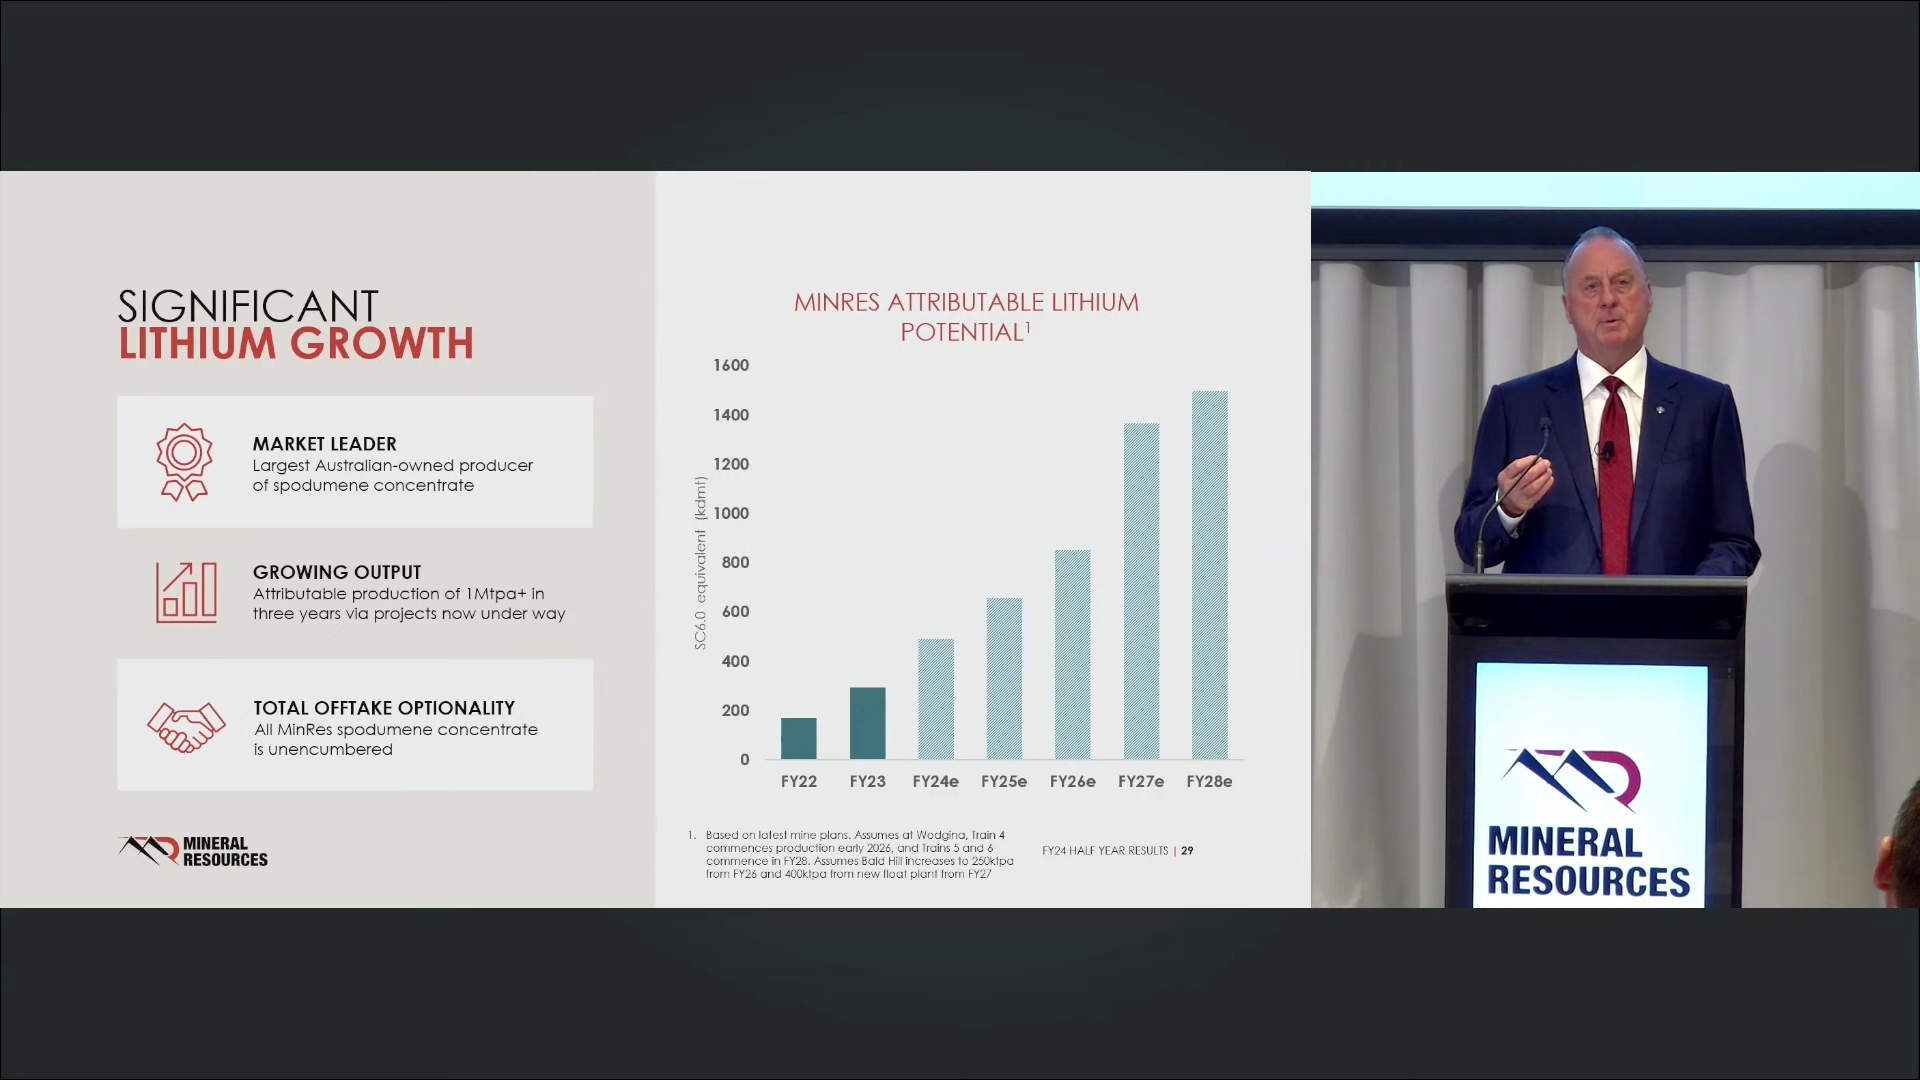 SIGNIFICANT
LITHIUM GROWTH
MARKET LEADER
Largest Australian-owned producer
of spodumene concentrate
GROWING OUTPUT
Attributable production of 1Mtpa+ in
three years via projects now under way
TOTAL OFFTAKE OPTIONALITY
All MinRes spodumene concentrate
is unencumbered
MINERAL
RESOURCES
MINRES ATTRIBUTABLE LITHIUM
POTENTIAL¹
SC6.0 equivalent (kdmt)
1600
1400
1200
1000
800
600
400
200
0
FY22 FY23 FY24e FY25e FY26e FY27e FY28e
1. Based on latest mine plans. Assumes at Wodgina, Train 4
commences production early 2026, and Trains 5 and 6
commence in FY28. Assumes Bald Hill increases to 250ktpa
from FY26 and 400ktpa from new float plant from FY27
FY24 HALF YEAR RESULTS | 29
MINERAL
RESOURCES